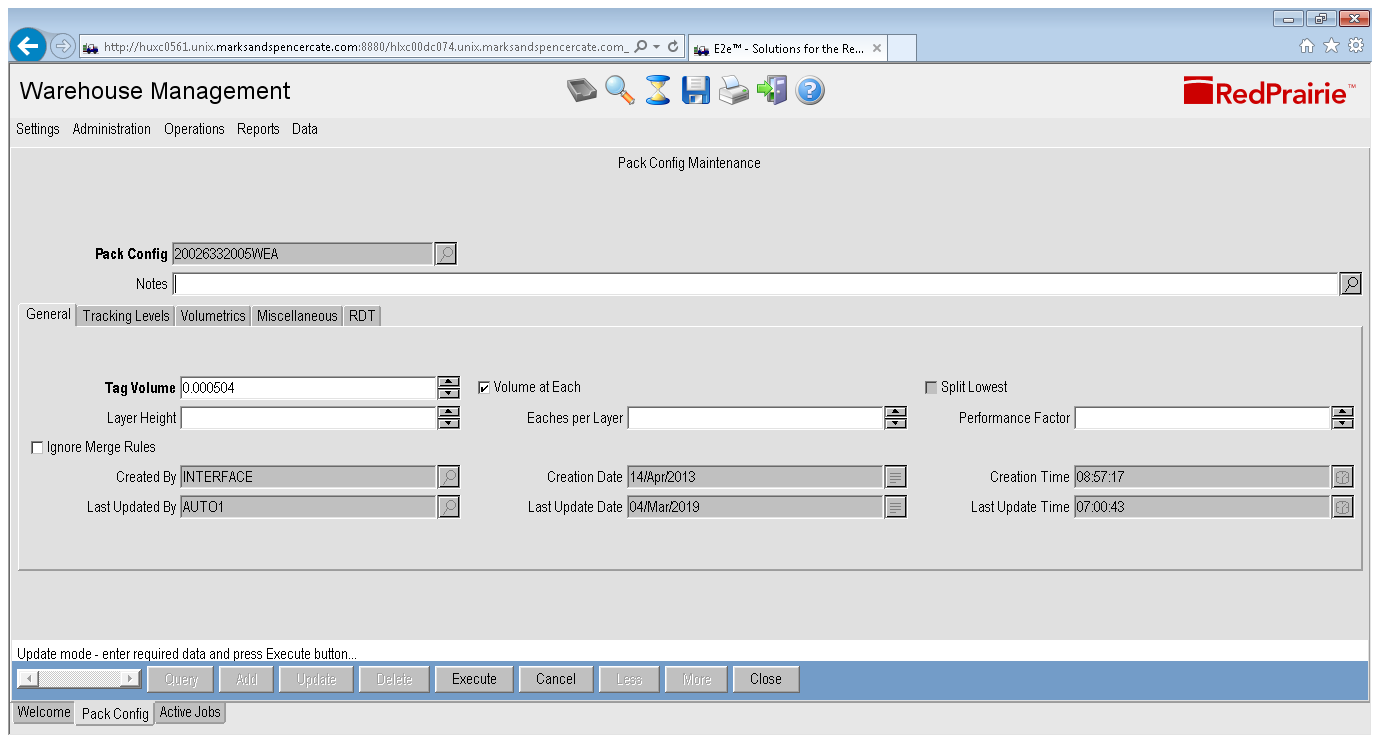 http://huxc0561.unix.marksandspencercate.com:8880/hlxc00dc074.unix.marksandspencercate.com_
E2e™ - Solutions for the Re...
Warehouse Management
RedPrairie™
Settings Administration Operations Reports Data
Pack Config Maintenance
Pack Config 20026332005WEA
Notes
General Tracking Levels Volumetrics Miscellaneous RDT
Tag Volume 0.000504 Volume at Each Split Lowest
Layer Height Eaches per Layer Performance Factor
Ignore Merge Rules
Created By INTERFACE Creation Date 14/Apr/2013 Creation Time 08:57:17
Last Updated By AUTO1 Last Update Date 04/Mar/2019 Last Update Time 07:00:43
Update mode - enter required data and press Execute button...
Query Add Update Delete Execute Cancel Less More Close
Welcome Pack Config Active Jobs